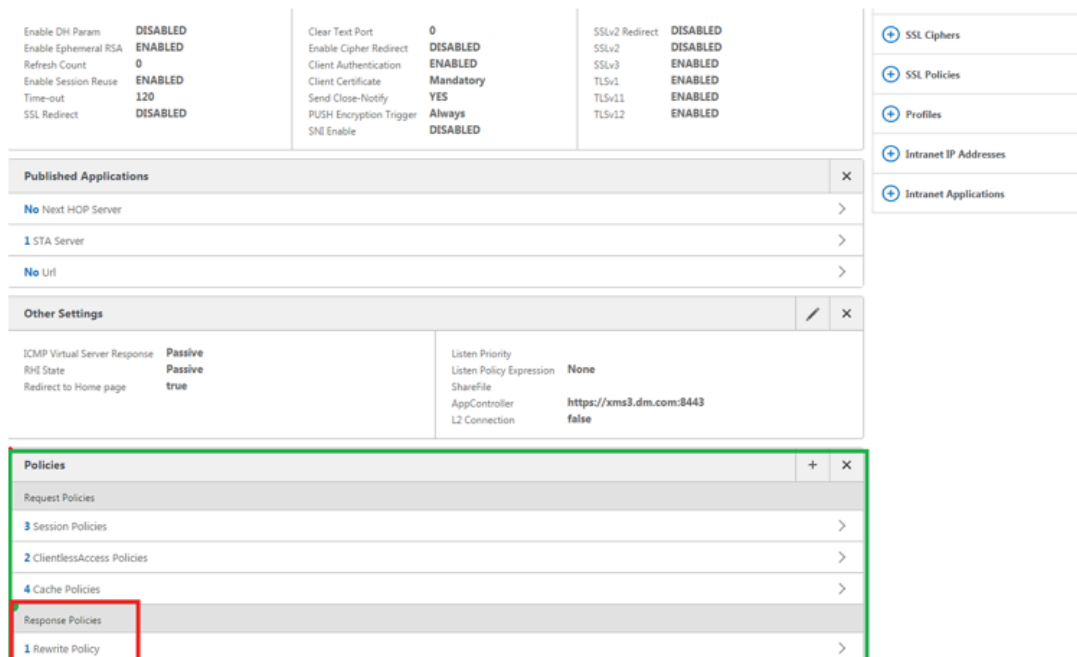 Enable DH Param DISABLED
Enable Ephemeral RSA ENABLED
Refresh Count 0
Enable Session Reuse ENABLED
Time-out 120
SSL Redirect DISABLED
Clear Text Port 0
Enable Cipher Redirect DISABLED
Client Authentication ENABLED
Client Certificate Mandatory
Send Close-Notify YES
PUSH Encryption Trigger Always
SNI Enable DISABLED
SSLv2 Redirect DISABLED
SSLv2 DISABLED
SSLv3 ENABLED
TLSv1 ENABLED
TLSv11 ENABLED
TLSv12 ENABLED
SSL Ciphers
SSL Policies
Profiles
Intranet IP Addresses
Intranet Applications
Published Applications
No Next HOP Server
1 STA Server
No Url
Other Settings
ICMP Virtual Server Response Passive
RHI State Passive
Redirect to Home page true
Listen Priority
Listen Policy Expression None
ShareFile
AppController https://xms3.dm.com:8443
L2 Connection false
Policies
Request Policies
3 Session Policies
2 ClientlessAccess Policies
4 Cache Policies
Response Policies
1 Rewrite Policy